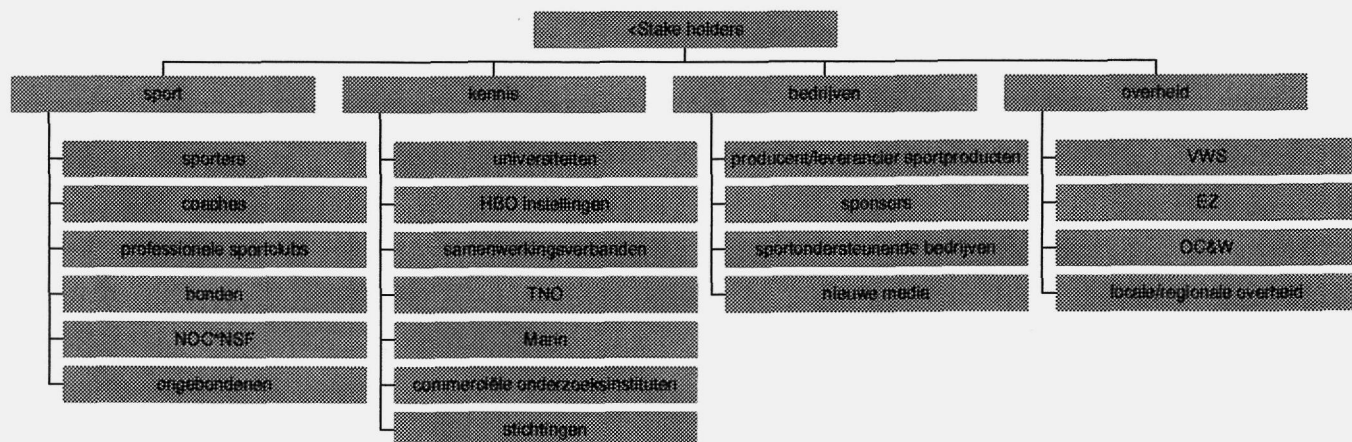 <Stake holders
sport
kennis
bedrijven
overheid
sporters
coaches
professionele sportclubs
bonden
NOC*NSF
ongebondenen
universiteiten
HBO instellingen
samenwerkingsverbanden
TNO
Marin
commerciële onderzoeksinstituten
stichtingen
producent/leverancier sportproducten
sponsors
sportondersteunende bedrijven
nieuwe media
VWS
EZ
OC&W
locale/regionale overheid